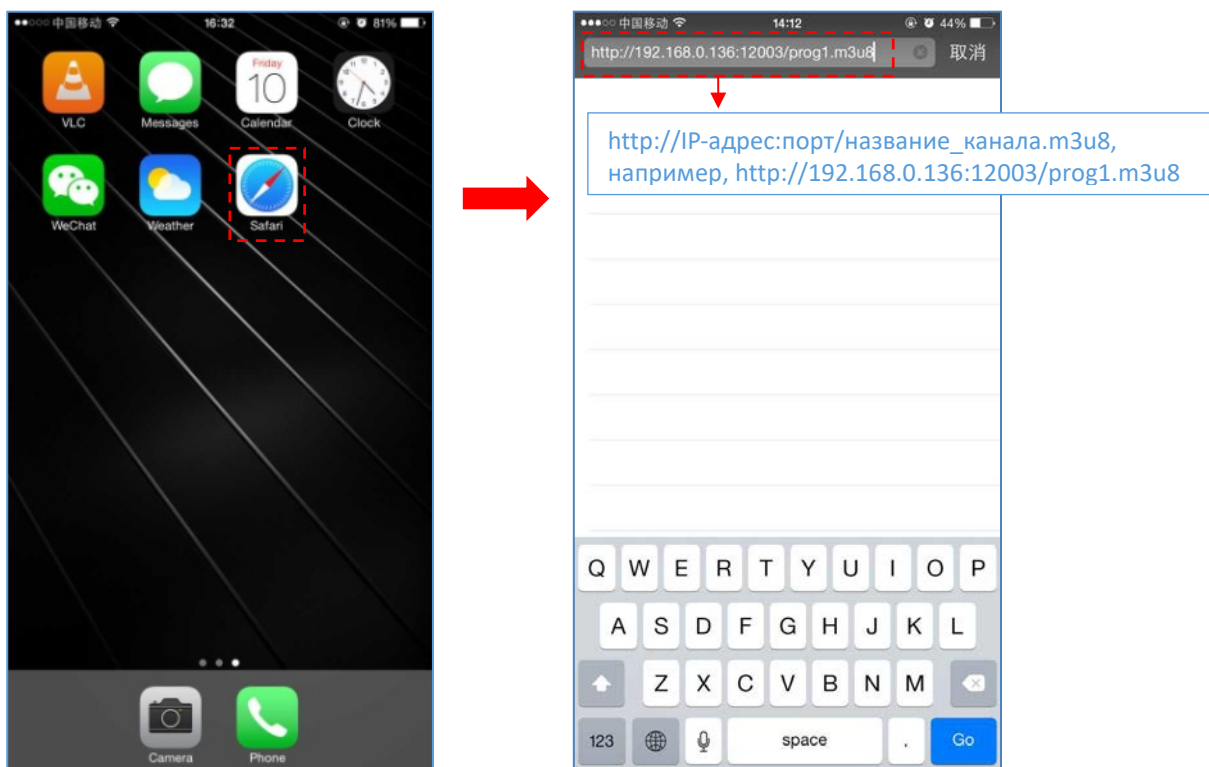 中国移动 16:32 81%
Friday
10
VLC Messages Calendar Clock
WeChat Weather Safari
Camera Phone
中国移动 14:12 44%
http://192.168.0.136:12003/prog1.m3u8 取消
http://IP-адрес:порт/название_канала.m3u8,
например, http://192.168.0.136:12003/prog1.m3u8
Q W E R T Y U I O P
A S D F G H J K L
Z X C V B N M
123 space . Go